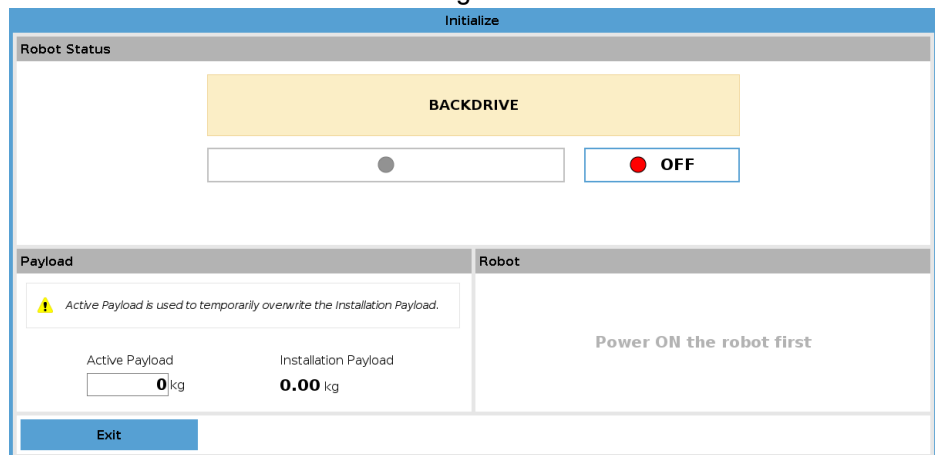 Initialize
Robot Status
BACKDRIVE
OFF
Payload
Robot
Active Payload is used to temporarily overwrite the Installation Payload.
Power ON the robot first
Active Payload
Installation Payload
0 kg
0.00 kg
Exit